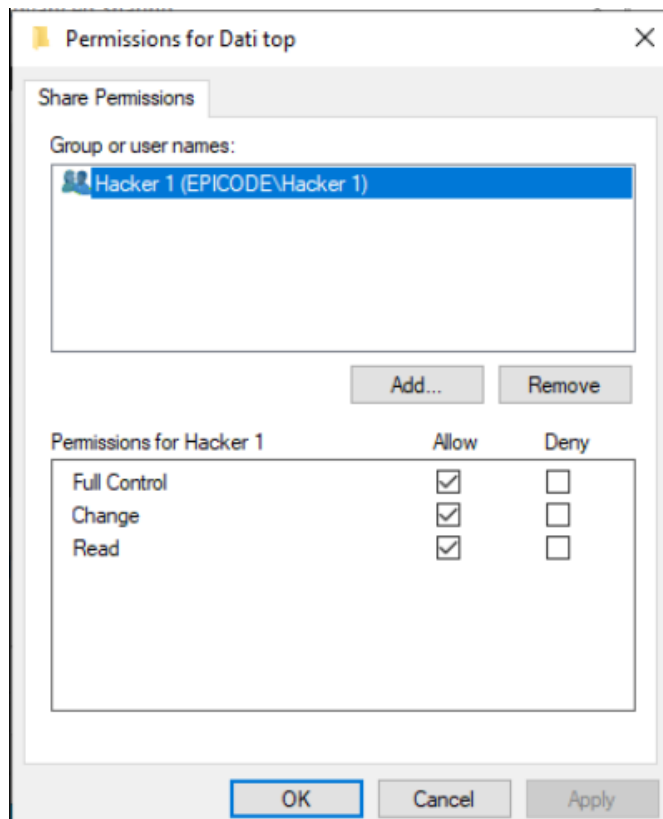 Permissions for Dati top
Share Permissions
Group or user names:
Hacker 1 (EPICODE\Hacker 1)
Add... Remove
Permissions for Hacker 1 Allow Deny
Full Control
Change
Read
OK Cancel Apply